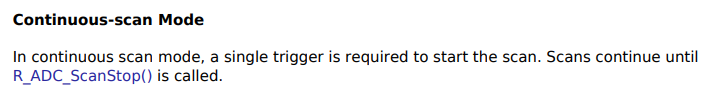 Continuous-scan Mode
In continuous scan mode, a single trigger is required to start the scan. Scans continue until
R_ADC_ScanStop() is called.